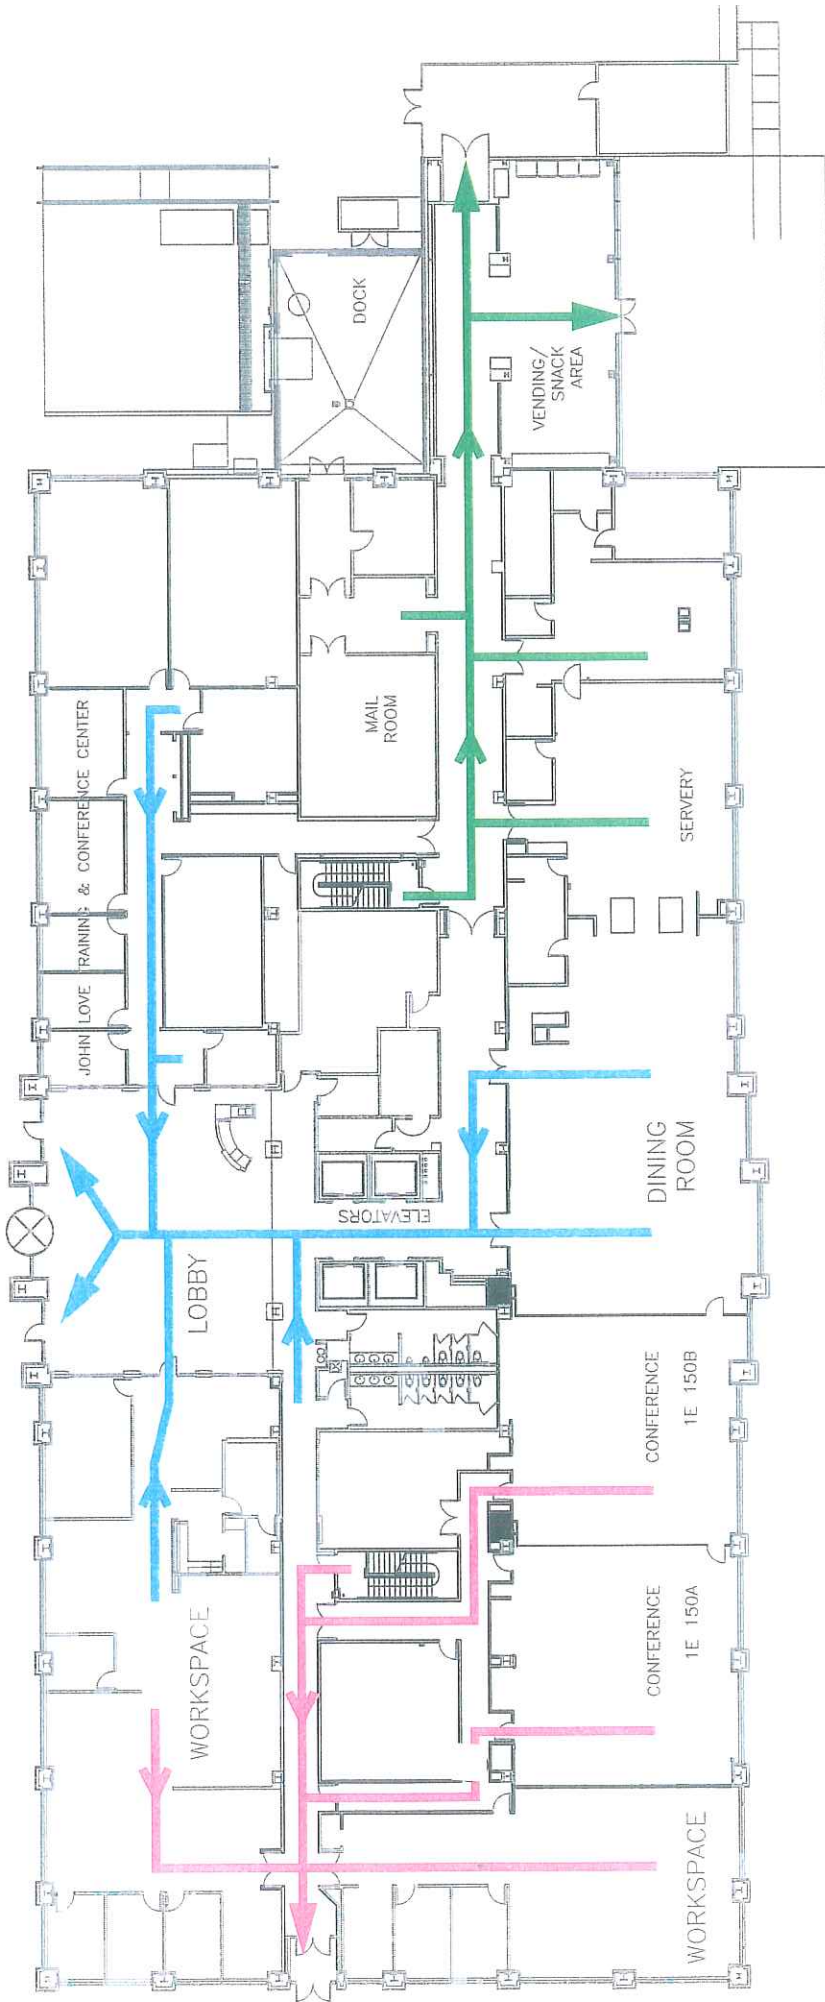 DOCK
VENDING/
SNACK
AREA
MAIL
ROOM
JOHN LOVE TRAINING & CONFERENCE CENTER
SERVERY
DINING
ROOM
ELEVATORS
LOBBY
CONFERENCE
1E 150B
CONFERENCE
1E 150A
WORKSPACE
WORKSPACE